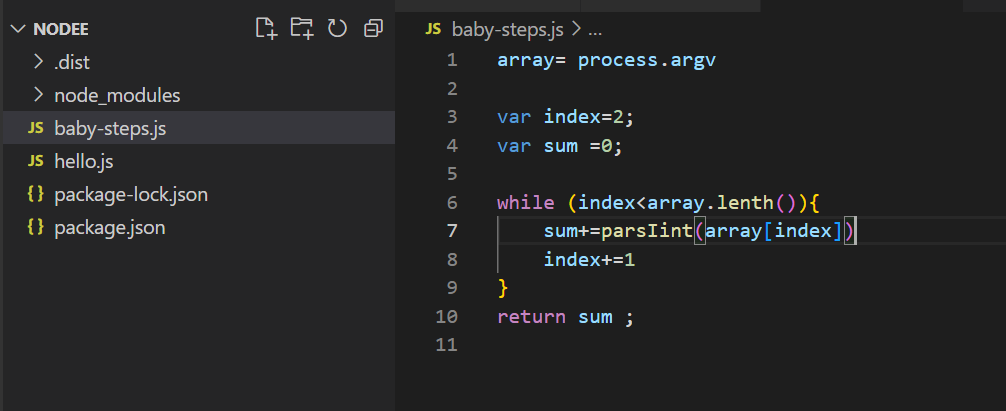 NODEE
.dist
node_modules
JS baby-steps.js
JS hello.js
{} package-lock.json
{} package.json
JS baby-steps.js > ...
1 array= process.argv
2
3 var index=2;
4 var sum =0;
5
6 while (index<array.lenth()){
7 sum+=parsIint(array[index])
8 index+=1
9 }
10 return sum ;
11